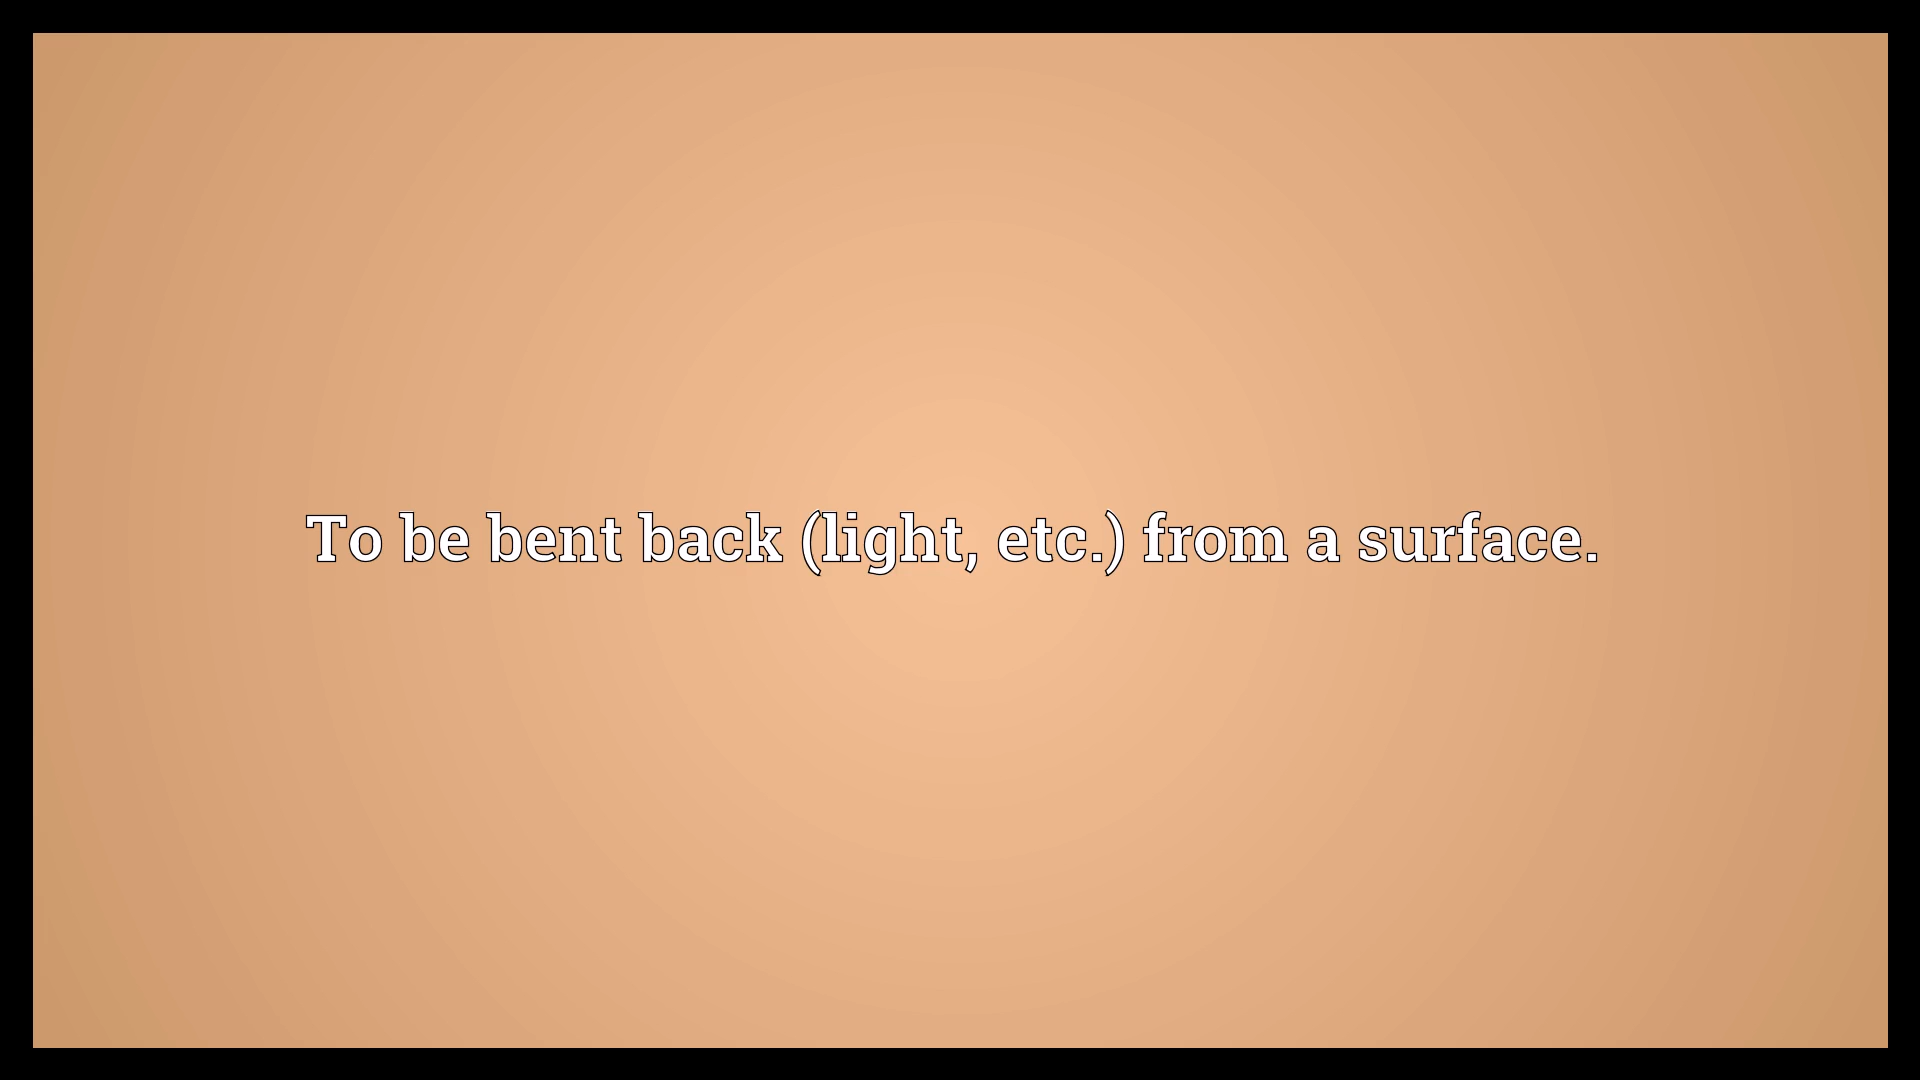 To be bent back (light, etc.) from a surface.